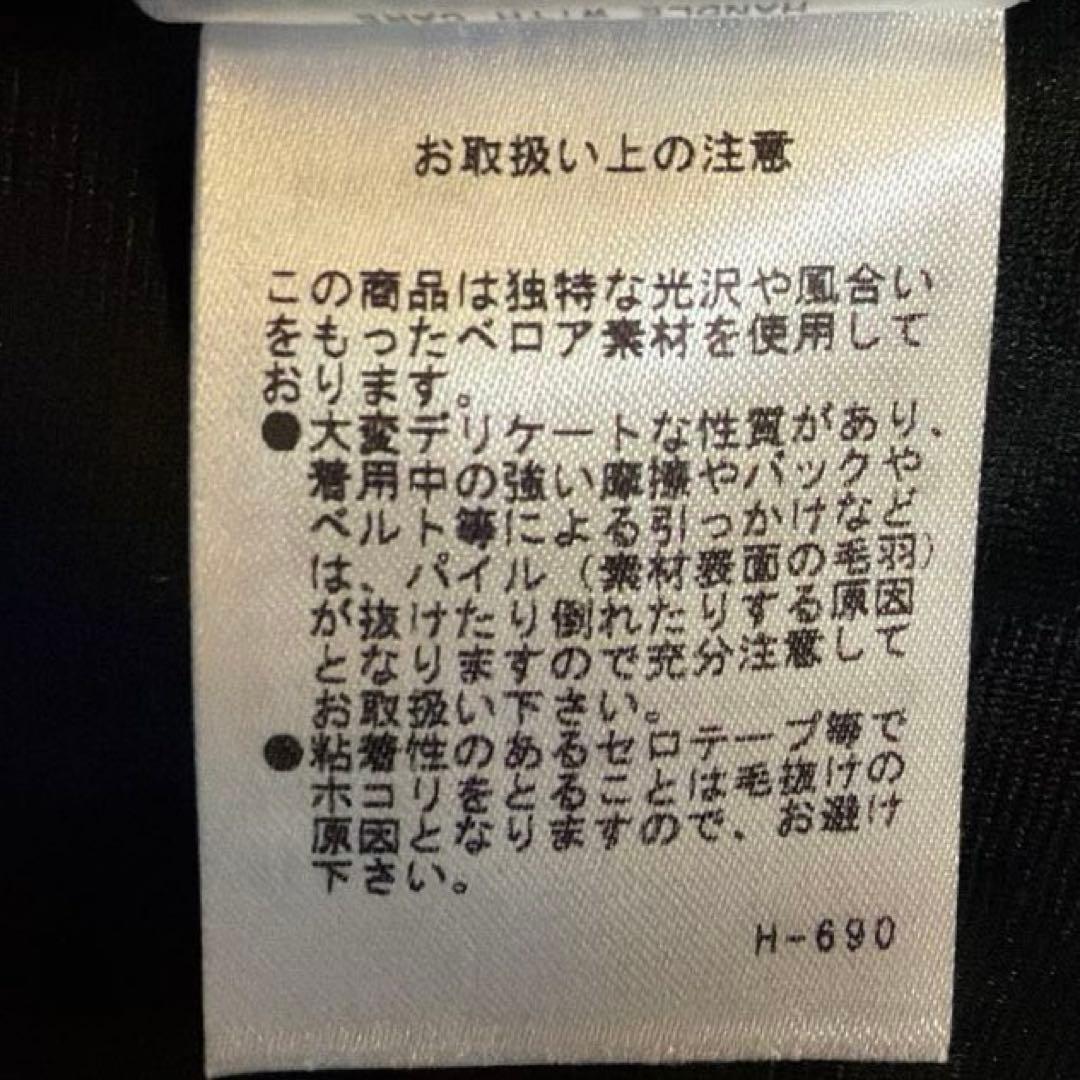 HANDLE WITH CARE
お取扱い上の注意
この商品は独特な光沢や風合い
をもったベロア素材を使用して
おります。
●大変デリケートな性質があり、
着用中の強い摩擦やバックや
ベルト等による引っかけなど
は、パイル（素材表面の毛羽）
が抜けたり倒れたりする原因
となりますので充分注意して
お取扱い下さい。
●粘着性のあるセロテープ等で
ホコリをとることは毛抜けの
原因となりますので、お避け
下さい。
H-690